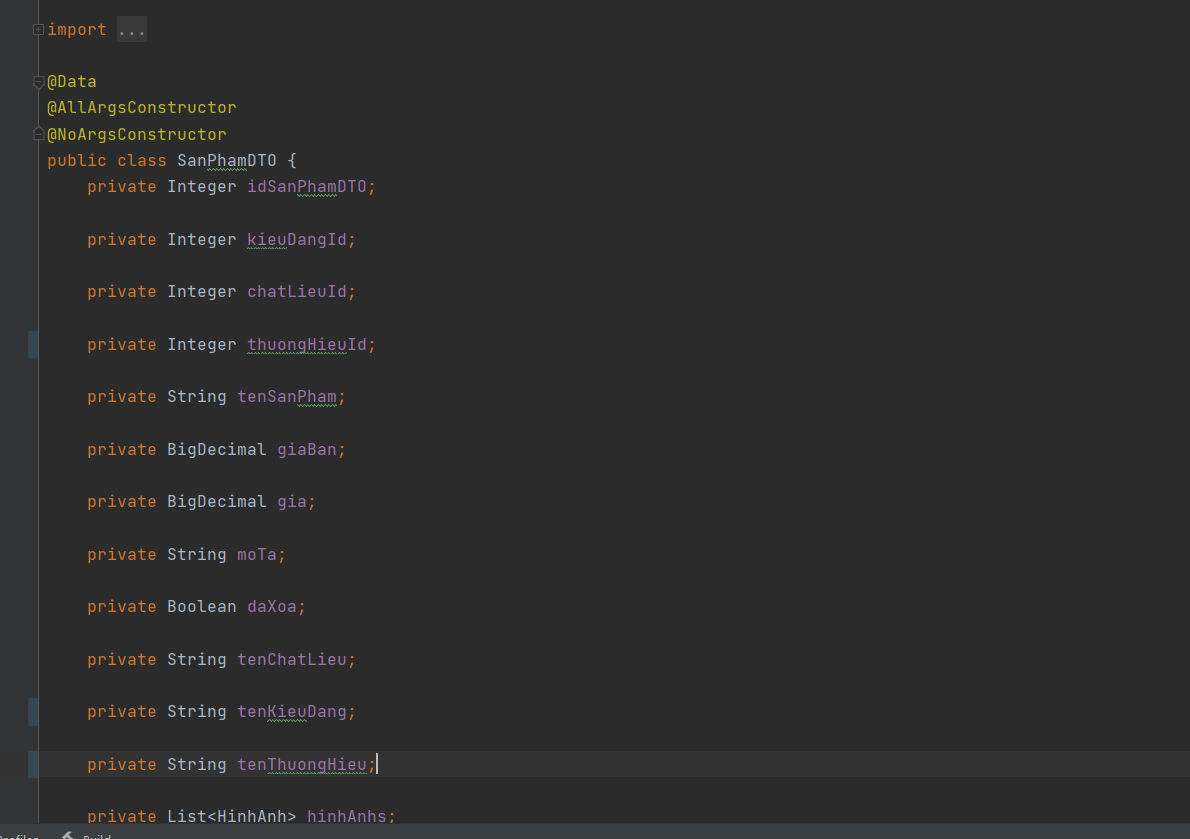 import ...
@Data
@AllArgsConstructor
@NoArgsConstructor
public class SanPhamDTO {
private Integer idSanPhamDTO;
private Integer kieuDangId;
private Integer chatLieuId;
private Integer thuongHieuId;
private String tenSanPham;
private BigDecimal giaBan;
private BigDecimal gia;
private String moTa;
private Boolean daXoa;
private String tenChatLieu;
private String tenKieuDang;
private String tenThuongHieu;
private List<HinhAnh> hinhAnhs;
Profiler Build